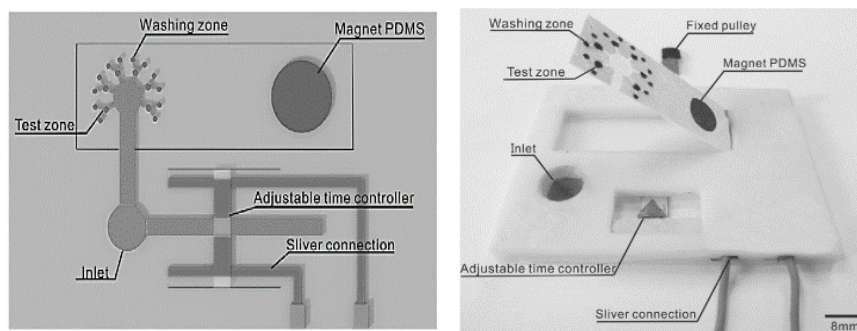 Washing zone
Magnet PDMS
Test zone
Adjustable time controller
Sliver connection
Inlet
Fixed pulley
Washing zone
Test zone
Magnet PDMS
Inlet
Adjustable time controller
Sliver connection
8mm